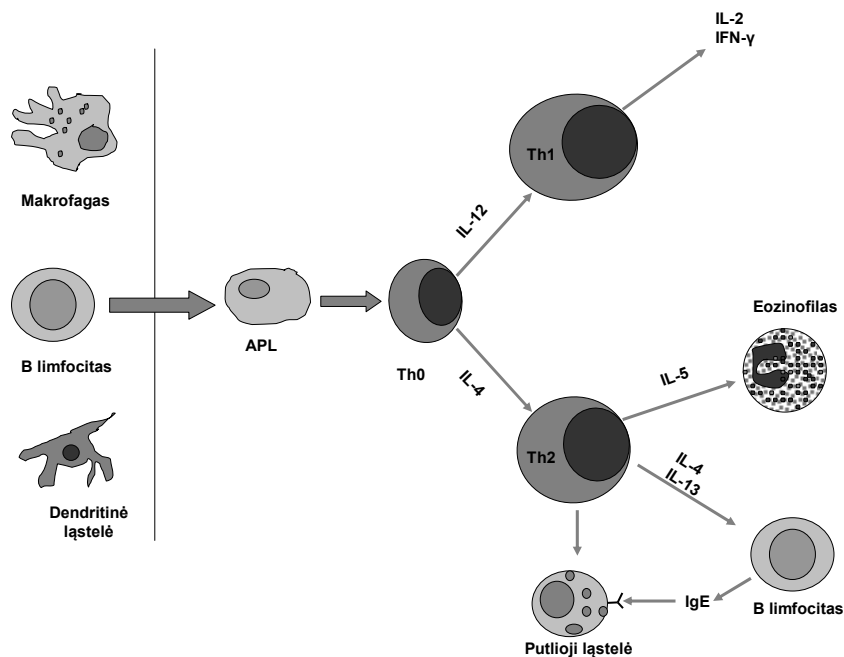 IL-2
IFN-γ
Makrofagas
Th1
IL-12
B limfocitas
APL
Th0
IL-4
Eozinofilas
IL-5
Th2
IL-4
IL-13
Dendritinė
ląstelė
Putlioji ląstelė
IgE
B limfocitas